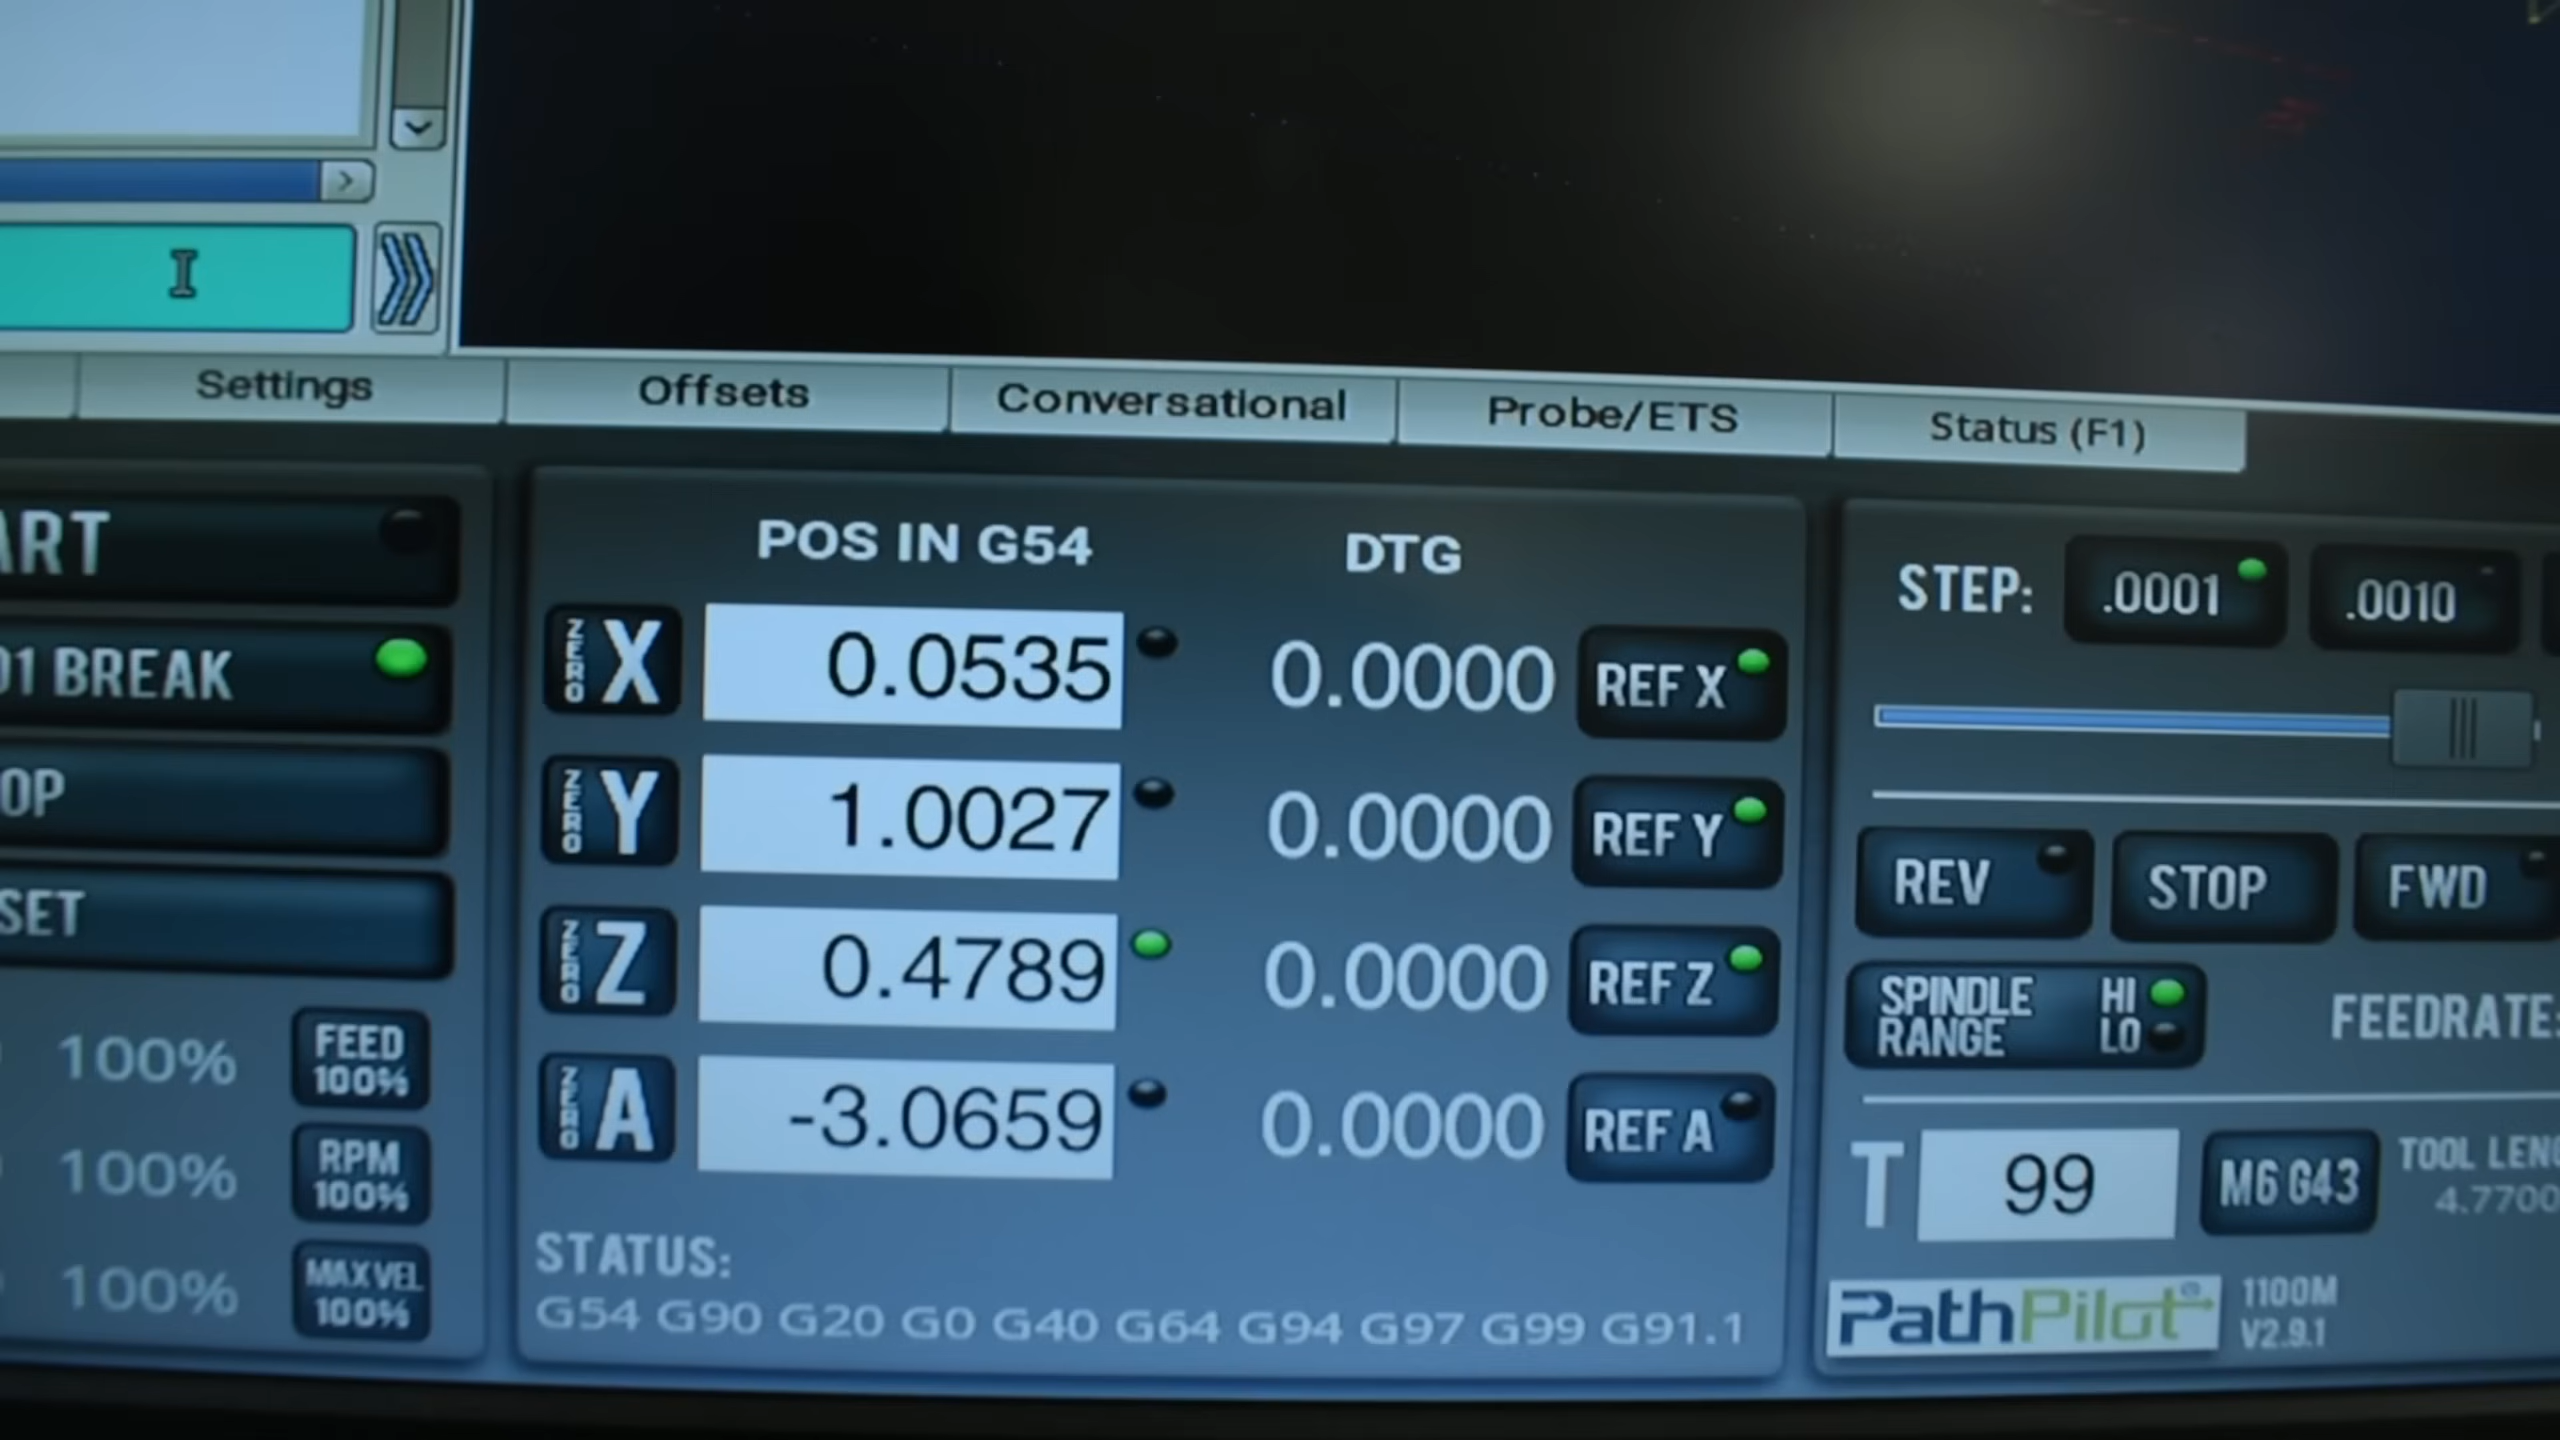 Settings Offsets Conversational Probe/ETS Status (F1)
ART
01 BREAK
OP
SET
100% FEED 100%
100% RPM 100%
100% MAX VEL 100%
POS IN G54 DTG
ZERO X 0.0535 0.0000 REF X
ZERO Y 1.0027 0.0000 REF Y
ZERO Z 0.4789 0.0000 REF Z
ZERO A -3.0659 0.0000 REF A
STATUS:
G54 G90 G20 G0 G40 G64 G94 G97 G99 G91.1
STEP: .0001 .0010
REV STOP FWD
SPINDLE RANGE HI LO FEEDRATE:
T 99 M6 G43 TOOL LENG
4.7700
PathPilot® 1100M
V2.9.1